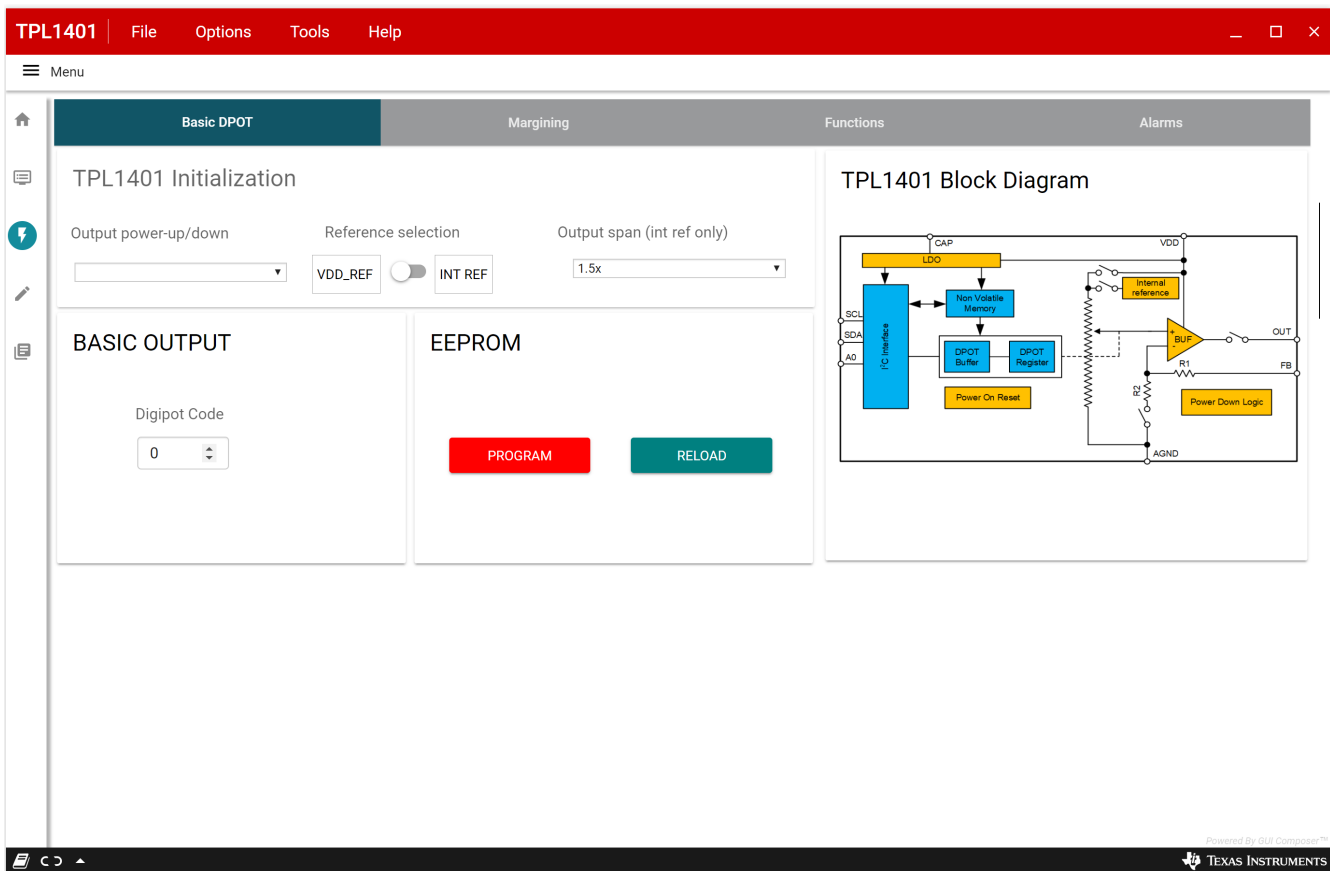 TPL1401 File Options Tools Help
Menu
Basic DPOT Margining Functions Alarms
TPL1401 Initialization
Output power-up/down Reference selection Output span (int ref only)
VDD_REF INT REF 1.5x
BASIC OUTPUT
Digipot Code
0
EEPROM
PROGRAM RELOAD
TPL1401 Block Diagram
CAP VDD
LDO
Internal
reference
Non Volatile
Memory
SCL
SDA
A0
I²C Interface
DPOT
Buffer
DPOT
Register
Power On Reset
+
BUF
-
OUT
R1
FB
R2
Power Down Logic
AGND
Powered By GUI Composer™
TEXAS INSTRUMENTS